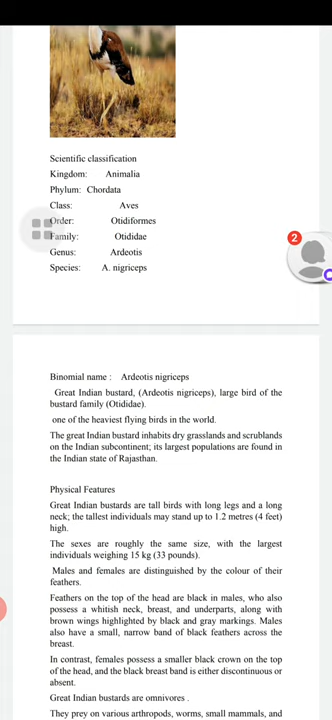 Scientific classification
Kingdom: Animalia
Phylum: Chordata
Class: Aves
Order: Otidiformes
Family: Otididae
Genus: Ardeotis
Species: A. nigriceps
2
Binomial name : Ardeotis nigriceps
Great Indian bustard, (Ardeotis nigriceps), large bird of the
bustard family (Otididae).
one of the heaviest flying birds in the world.
The great Indian bustard inhabits dry grasslands and scrublands
on the Indian subcontinent; its largest populations are found in
the Indian state of Rajasthan.
Physical Features
Great Indian bustards are tall birds with long legs and a long
neck; the tallest individuals may stand up to 1.2 metres (4 feet)
high.
The sexes are roughly the same size, with the largest
individuals weighing 15 kg (33 pounds).
Males and females are distinguished by the colour of their
feathers.
Feathers on the top of the head are black in males, who also
possess a whitish neck, breast, and underparts, along with
brown wings highlighted by black and gray markings. Males
also have a small, narrow band of black feathers across the
breast.
In contrast, females possess a smaller black crown on the top
of the head, and the black breast band is either discontinuous or
absent.
Great Indian bustards are omnivores .
They prey on various arthropods, worms, small mammals, and